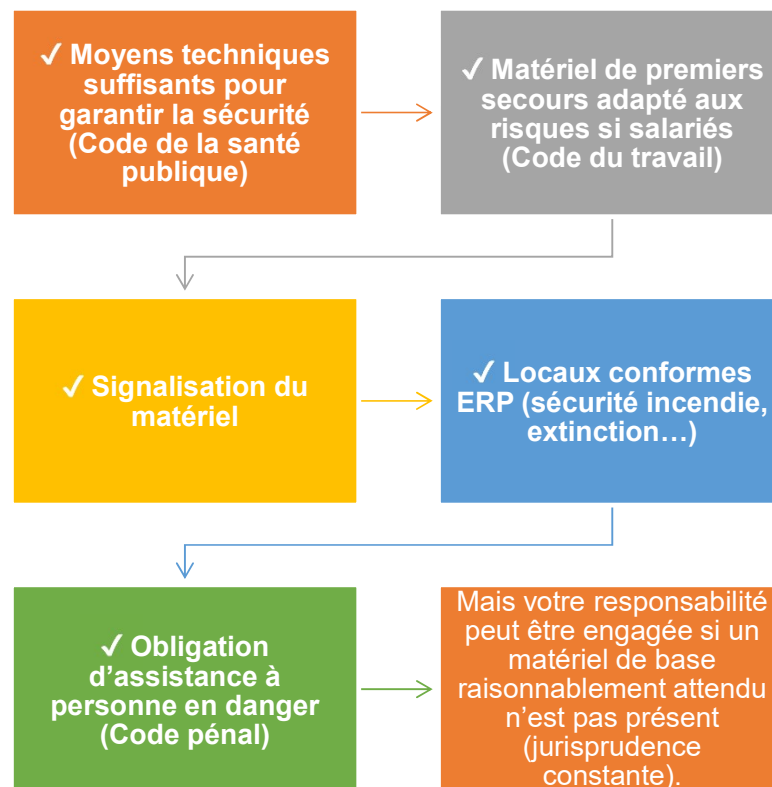 ✓ Moyens techniques
suffisants pour
garantir la sécurité
(Code de la santé
publique)
✓ Matériel de premiers
secours adapté aux
risques si salariés
(Code du travail)
✓ Signalisation du
matériel
✓ Locaux conformes
ERP (sécurité incendie,
extinction…)
✓ Obligation
d’assistance à
personne en danger
(Code pénal)
Mais votre responsabilité
peut être engagée si un
matériel de base
raisonnablement attendu
n’est pas présent
(jurisprudence
constante).